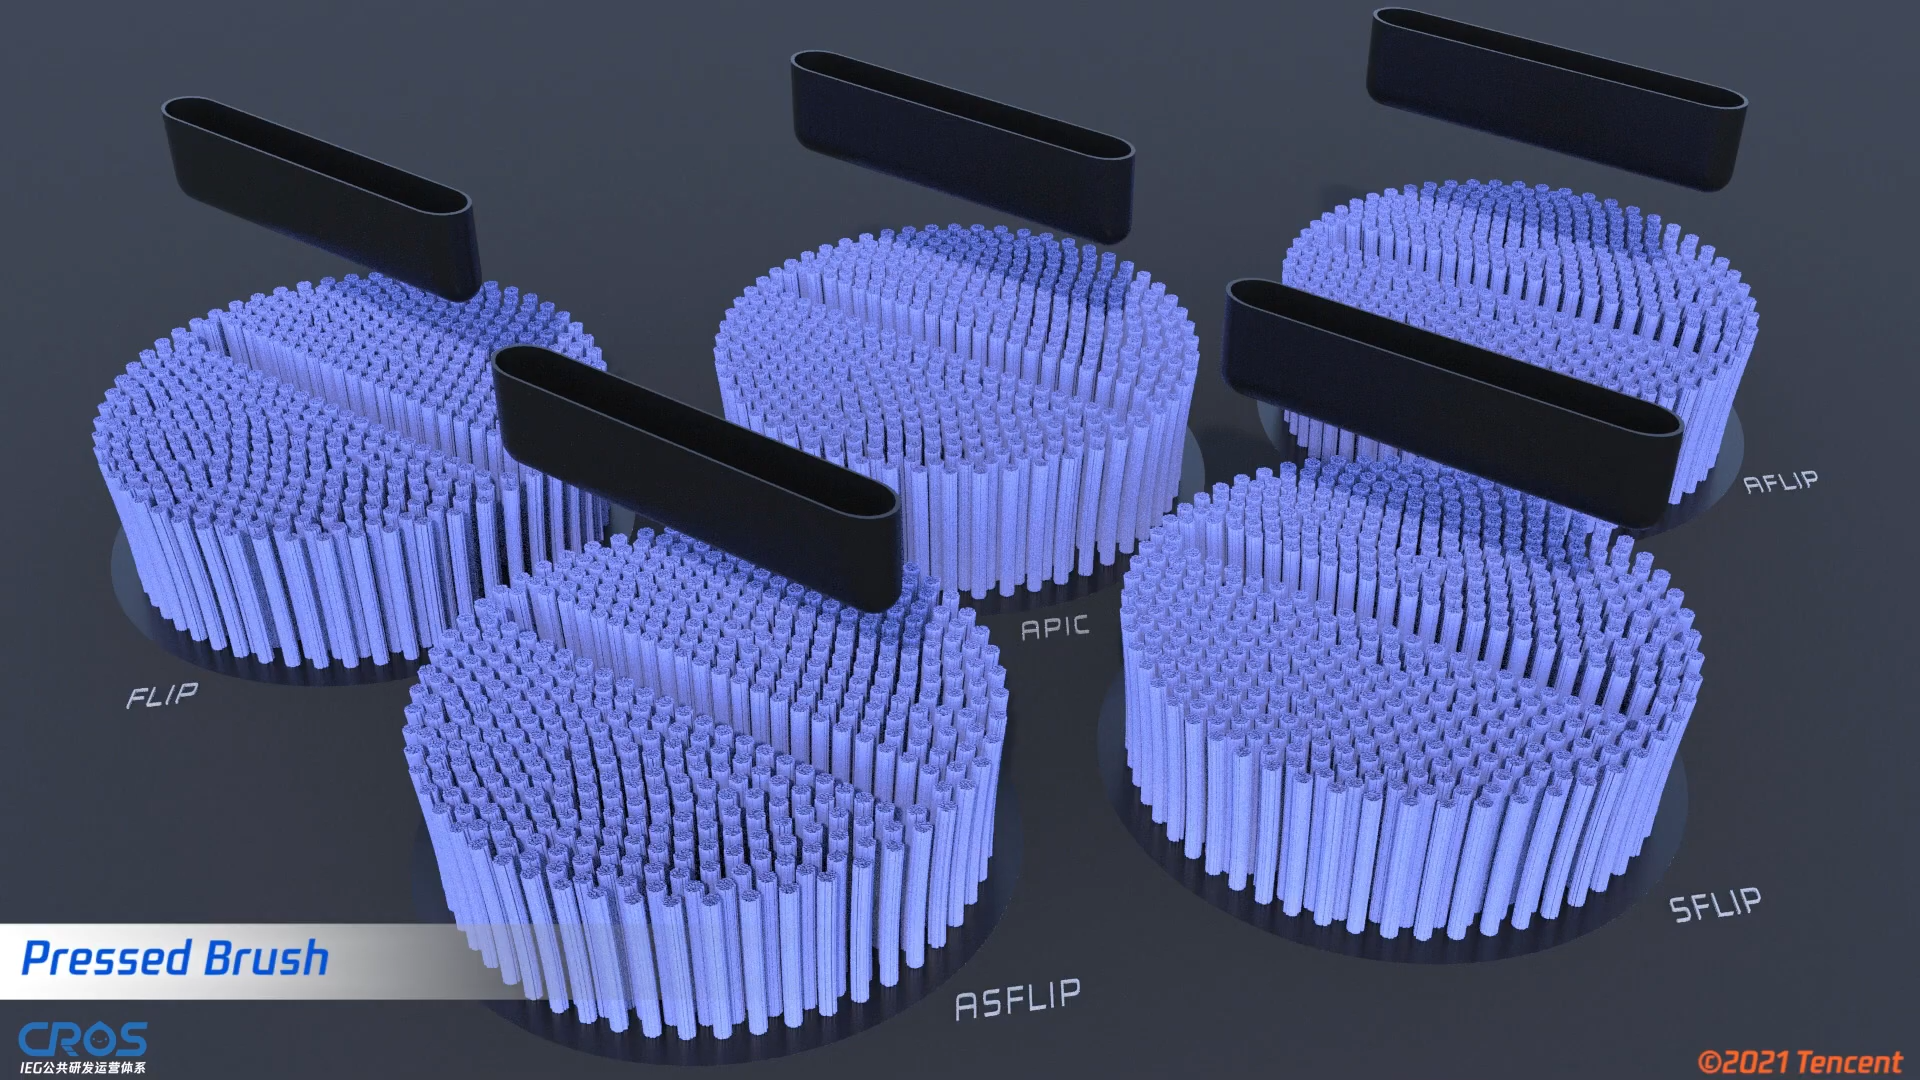 AFLIP
APIC
FLIP
SFLIP
ASFLIP
Pressed Brush
CROS
IEG公共研发运营体系
©2021 Tencent